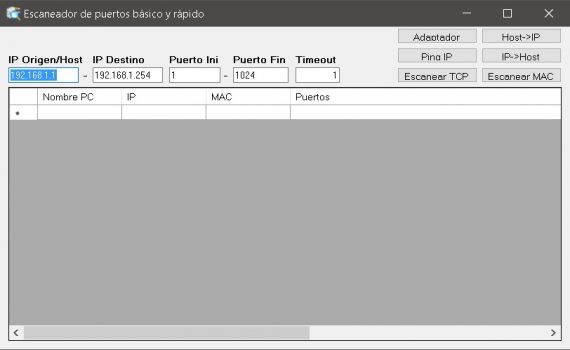 Escaneador de puertos básico y rápido
Adaptador Host->IP
Ping IP IP->Host
IP Origen/Host IP Destino Puerto Ini Puerto Fin Timeout
192.168.1.1 - 192.168.1.254 1 - 1024 1
Escanear TCP Escanear MAC
Nombre PC IP MAC Puertos
*